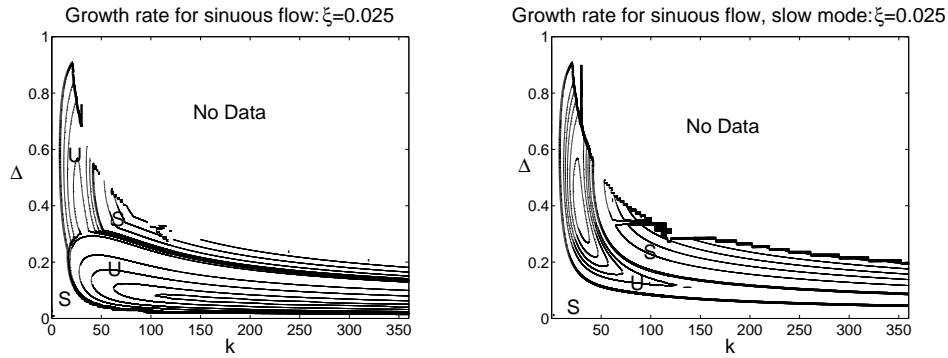 Growth rate for sinuous flow: ξ=0.025
1
0.8
0.6
0.4
0.2
0
Δ
No Data
U
S
U
S
0 50 100 150 200 250 300 350
k
Growth rate for sinuous flow, slow mode: ξ=0.025
1
0.8
0.6
0.4
0.2
0
Δ
No Data
S
U
S
50 100 150 200 250 300 350
k